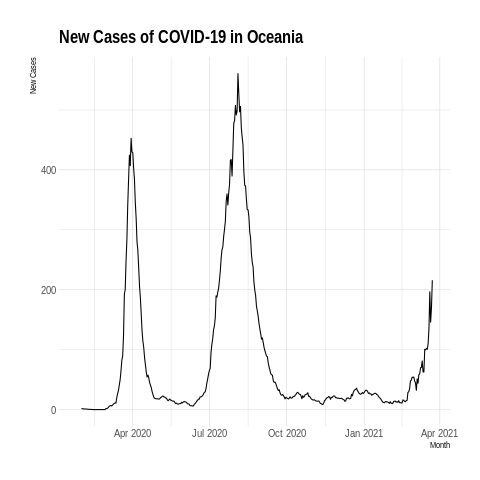 New Cases of COVID-19 in Oceania
New Cases
400
200
0
Apr 2020 Jul 2020 Oct 2020 Jan 2021 Apr 2021
Month